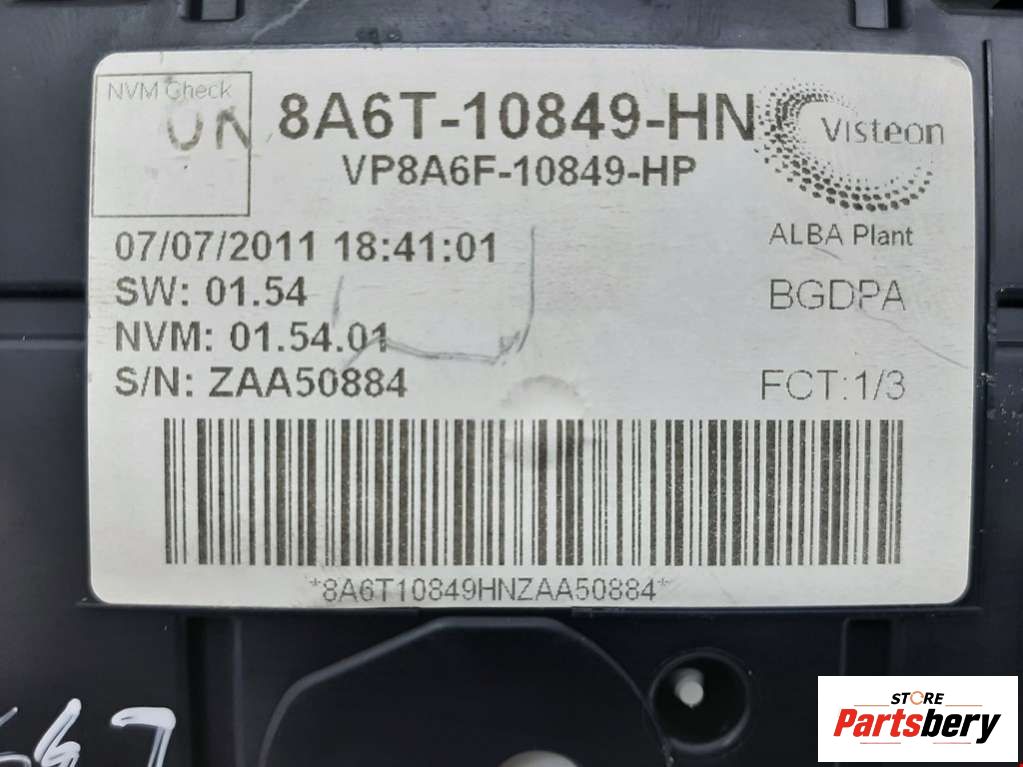 NVM Check
OK
8A6T-10849-HN
VP8A6F-10849-HP
Visteon
ALBA Plant
07/07/2011 18:41:01
SW: 01.54
BGDPA
NVM: 01.54.01
S/N: ZAA50884
FCT:1/3
*8A6T10849HNZAA50884*
STORE
Partsbery